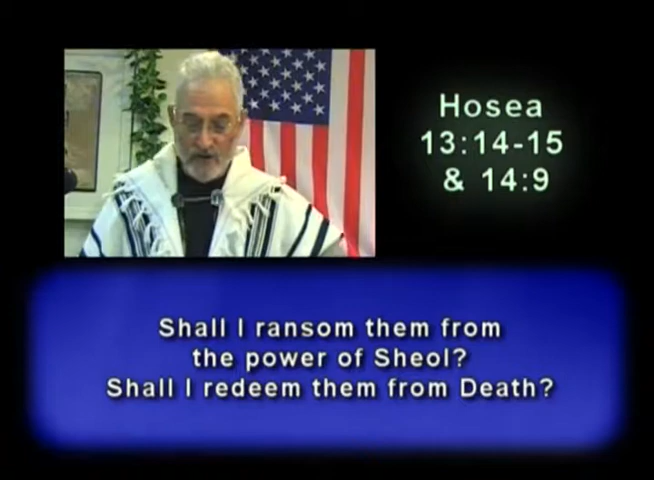 Hosea
13:14-15
& 14:9
Shall I ransom them from
the power of Sheol?
Shall I redeem them from Death?